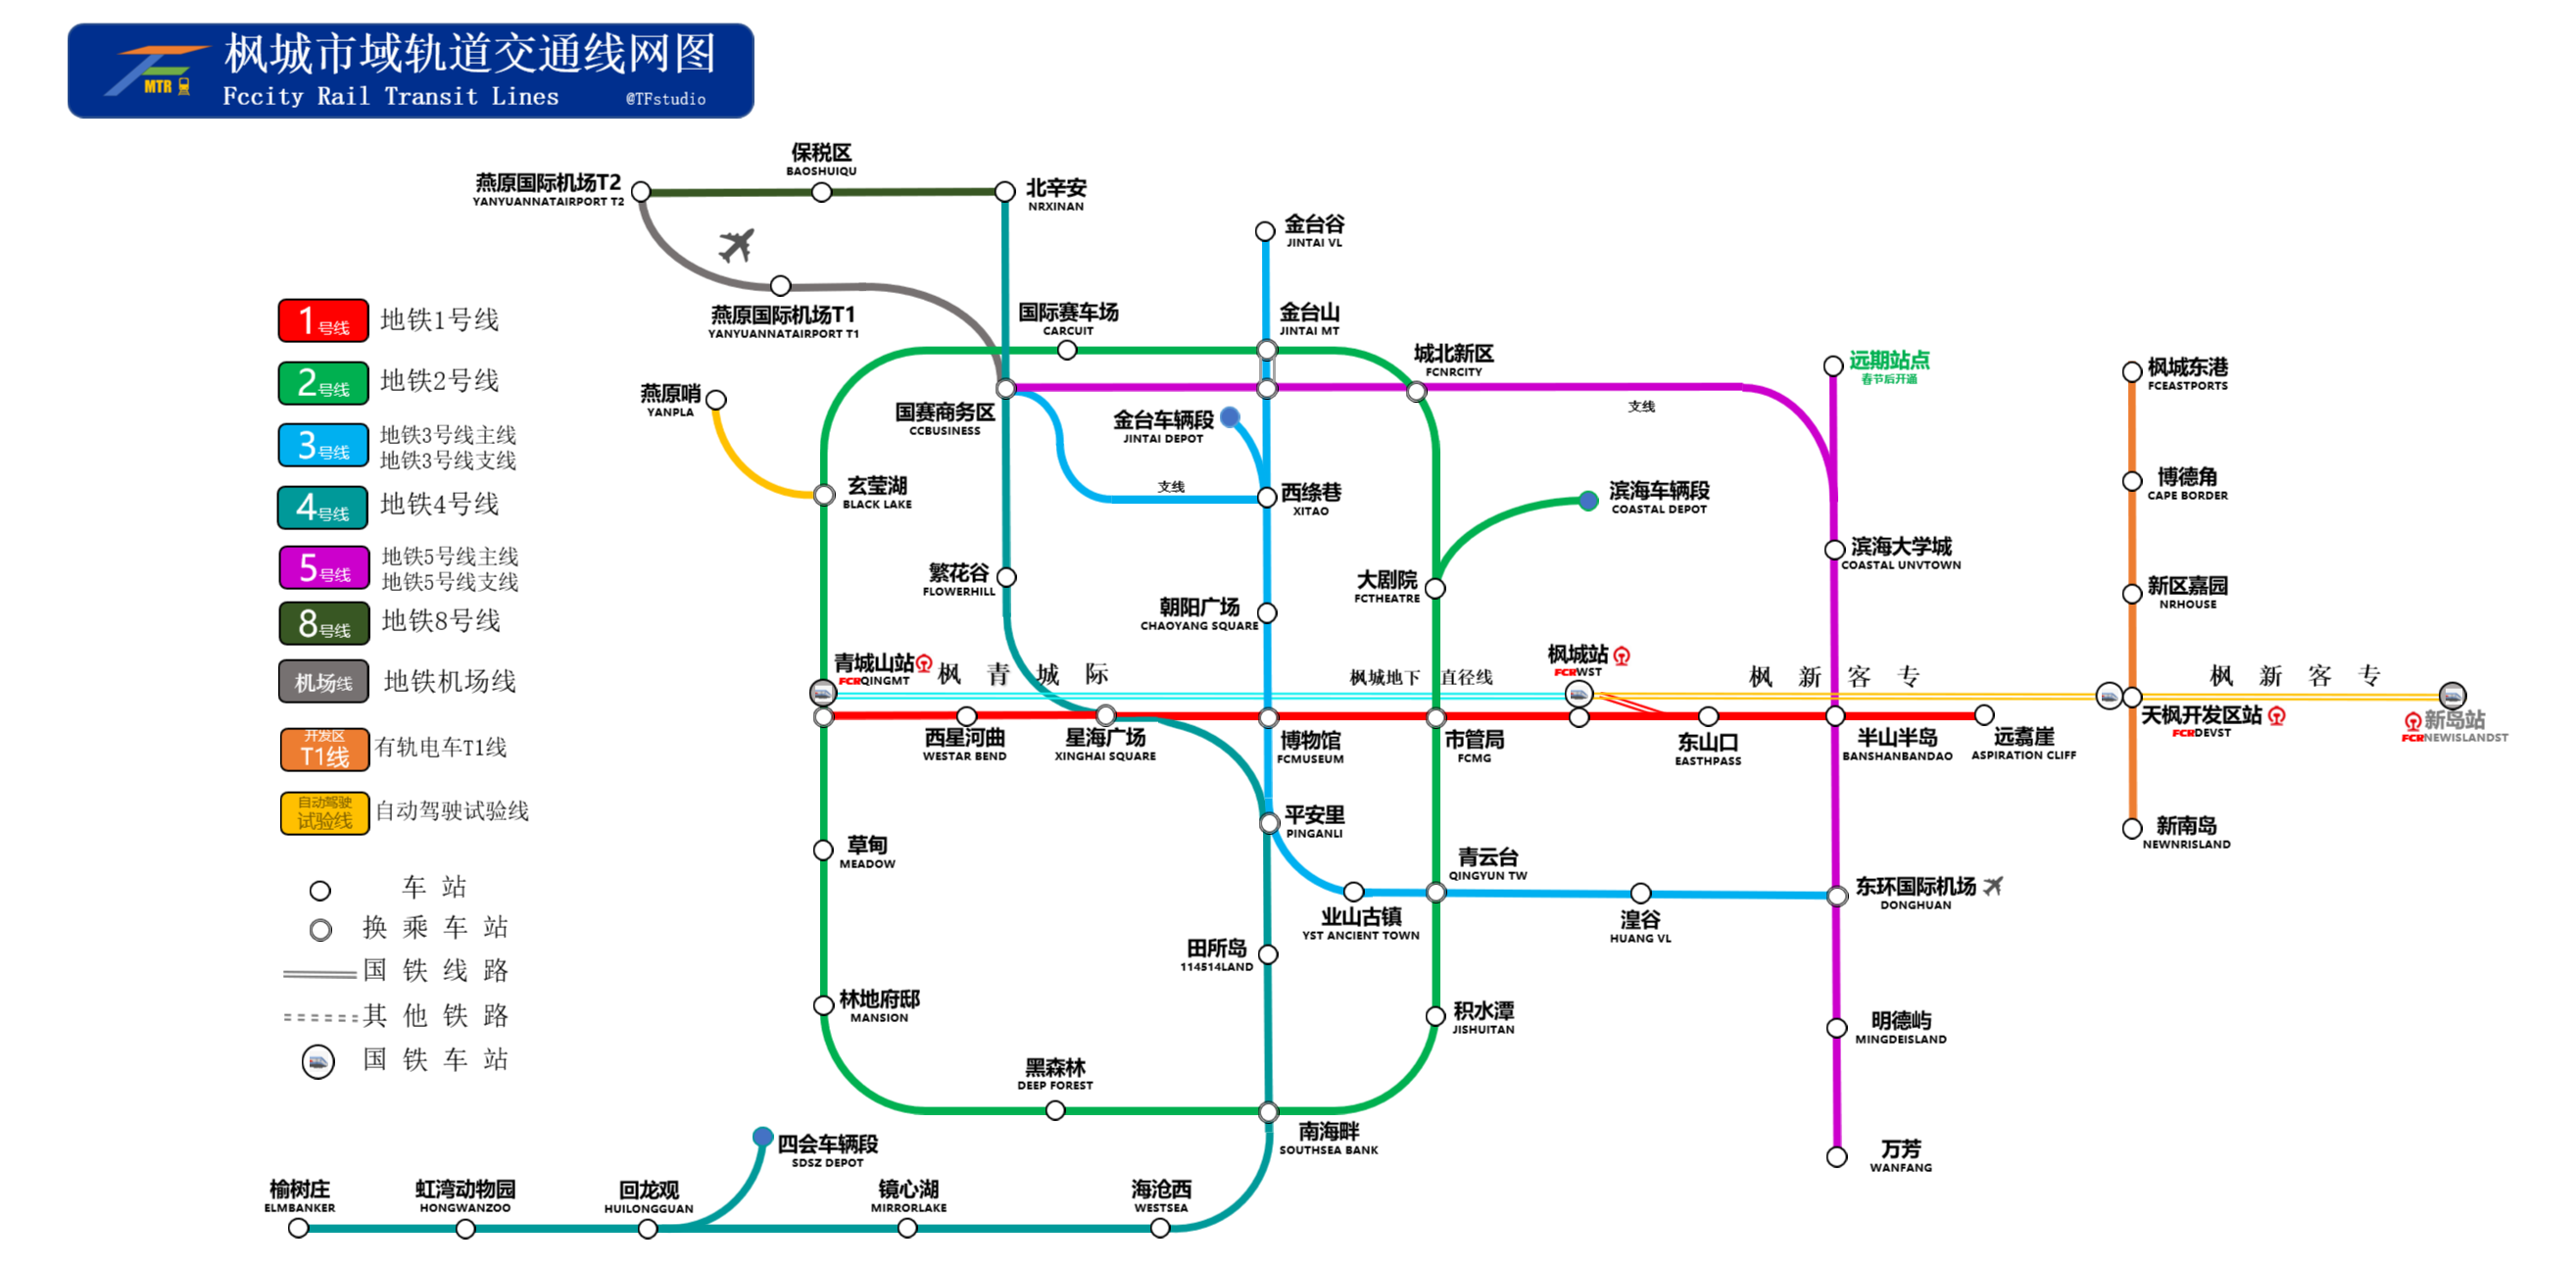 枫城市域轨道交通线网图
MTR
Fccity Rail Transit Lines
@TFstudio
保税区
BAOSHUIQU
燕原国际机场T2
YANYUANNATAIRPORT T2
北辛安
NRXINAN
金台谷
JINTAI VL
燕原国际机场T1
YANYUANNATAIRPORT T1
国际赛车场
CARCUIT
金台山
JINTAI MT
城北新区
FCNRCITY
远期站点
春节后开通
枫城东港
FCEASTPORTS
1号线
地铁1号线
2号线
地铁2号线
3号线
地铁3号线主线
地铁3号线支线
4号线
地铁4号线
5号线
地铁5号线主线
地铁5号线支线
8号线
地铁8号线
机场线
地铁机场线
开发区
T1线
有轨电车T1线
自动驾驶
试验线
自动驾驶试验线
车站
换乘车站
国铁线路
其他铁路
国铁车站
燕原哨
YANPLA
国赛商务区
CCBUSINESS
金台车辆段
JINTAI DEPOT
支线
支线
玄莹湖
BLACK LAKE
西绦巷
XITAO
滨海车辆段
COASTAL DEPOT
博德角
CAPE BORDER
滨海大学城
COASTAL UNVTOWN
繁花谷
FLOWERHILL
朝阳广场
CHAOYANG SQUARE
大剧院
FCTHEATRE
新区嘉园
NRHOUSE
青城山站
FCRQINGMT
枫青城际
枫城地下
直径线
枫城站
FCRWST
枫新客专
枫新客专
西星河曲
WESTAR BEND
星海广场
XINGHAI SQUARE
博物馆
FCMUSEUM
市管局
FCMG
东山口
EASTHPASS
半山半岛
BANSHANBANDAO
远翥崖
ASPIRATION CLIFF
天枫开发区站
FCRDEVST
新岛站
FCRNEWISLANDST
平安里
PINGANLI
新南岛
NEWNRISLAND
草甸
MEADOW
青云台
QINGYUN TW
业山古镇
YST ANCIENT TOWN
湟谷
HUANG VL
东环国际机场
DONGHUAN
田所岛
114514LAND
林地府邸
MANSION
积水潭
JISHUITAN
明德屿
MINGDEISLAND
黑森林
DEEP FOREST
南海畔
SOUTHSEA BANK
万芳
WANFANG
四会车辆段
SDSZ DEPOT
榆树庄
ELMBANKER
虹湾动物园
HONGWANZOO
回龙观
HUILONGGUAN
镜心湖
MIRRORLAKE
海沧西
WESTSEA